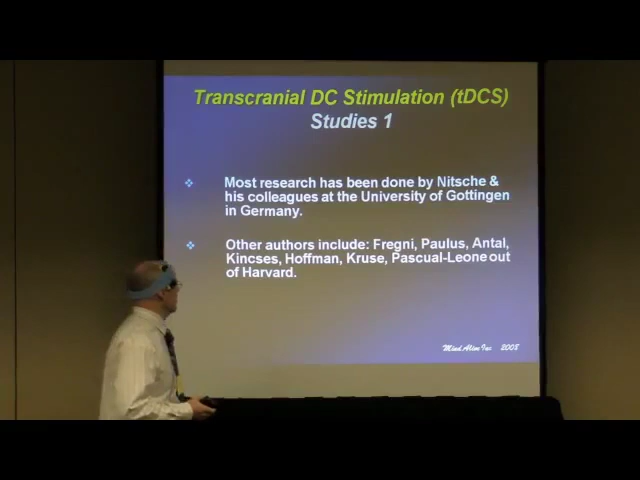 Transcranial DC Stimulation (tDCS)
Studies 1
Most research has been done by Nitsche &
his colleagues at the University of Gottingen
in Germany.
Other authors include: Fregni, Paulus, Antal,
Kincses, Hoffman, Kruse, Pascual-Leone out
of Harvard.
Mind Alive Inc 2008